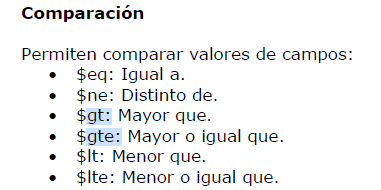 Comparación
Permiten comparar valores de campos:
• $eq: Igual a.
• $ne: Distinto de.
• $gt: Mayor que.
• $gte: Mayor o igual que.
• $lt: Menor que.
• $lte: Menor o igual que.